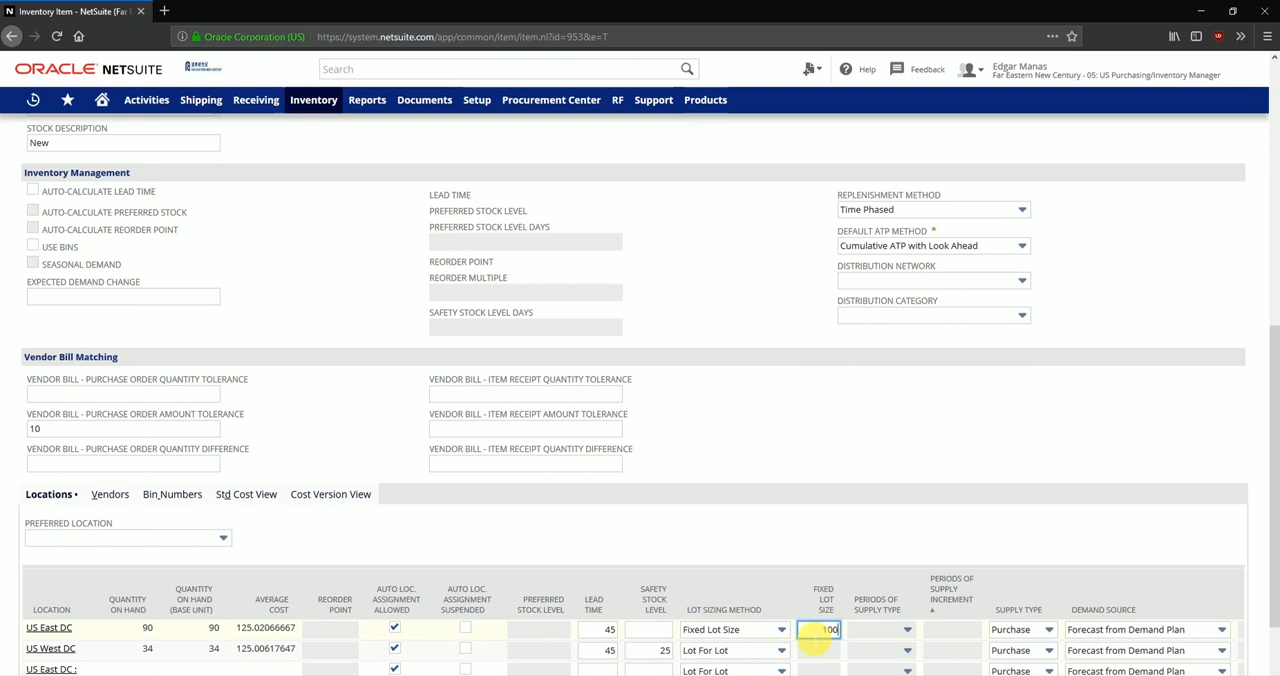 Inventory Item - NetSuite (Far
Oracle Corporation (US) https://system.netsuite.com/app/common/item/item.nl?id=953&e=T
ORACLE NETSUITE
Search
Help
Feedback
Edgar Manas
Far Eastern New Century - 05: US Purchasing/Inventory Manager
Activities Shipping Receiving Inventory Reports Documents Setup Procurement Center RF Support Products
STOCK DESCRIPTION
New
Inventory Management
AUTO-CALCULATE LEAD TIME
AUTO-CALCULATE PREFERRED STOCK
AUTO-CALCULATE REORDER POINT
USE BINS
SEASONAL DEMAND
EXPECTED DEMAND CHANGE
LEAD TIME
PREFERRED STOCK LEVEL
PREFERRED STOCK LEVEL DAYS
REORDER POINT
REORDER MULTIPLE
SAFETY STOCK LEVEL DAYS
REPLENISHMENT METHOD
Time Phased
DEFAULT ATP METHOD *
Cumulative ATP with Look Ahead
DISTRIBUTION NETWORK
DISTRIBUTION CATEGORY
Vendor Bill Matching
VENDOR BILL - PURCHASE ORDER QUANTITY TOLERANCE
VENDOR BILL - PURCHASE ORDER AMOUNT TOLERANCE
10
VENDOR BILL - PURCHASE ORDER QUANTITY DIFFERENCE
VENDOR BILL - ITEM RECEIPT QUANTITY TOLERANCE
VENDOR BILL - ITEM RECEIPT AMOUNT TOLERANCE
VENDOR BILL - ITEM RECEIPT QUANTITY DIFFERENCE
Locations • Vendors Bin Numbers Std Cost View Cost Version View
PREFERRED LOCATION
LOCATION
QUANTITY ON HAND
QUANTITY ON HAND (BASE UNIT)
AVERAGE COST
REORDER POINT
AUTO LOC. ASSIGNMENT ALLOWED
AUTO LOC. ASSIGNMENT SUSPENDED
PREFERRED STOCK LEVEL
LEAD TIME
SAFETY STOCK LEVEL
LOT SIZING METHOD
FIXED LOT SIZE
PERIODS OF SUPPLY TYPE
PERIODS OF SUPPLY INCREMENT
SUPPLY TYPE
DEMAND SOURCE
US East DC 90 90 125.02066667 45 Fixed Lot Size 100 Purchase Forecast from Demand Plan
US West DC 34 34 125.00617647 45 25 Lot For Lot Purchase Forecast from Demand Plan
US East DC : Lot For Lot Purchase Forecast from Demand Plan